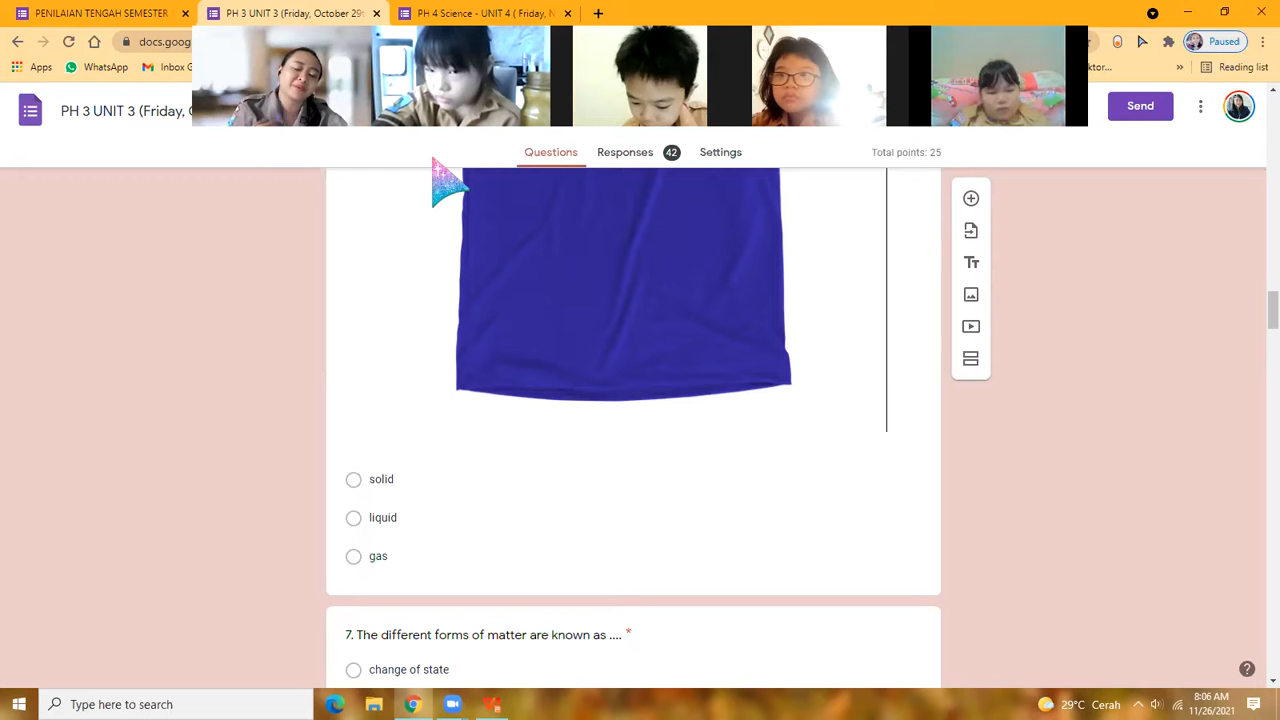 PENILAIAN TENGAH SEMESTER
PH 3 UNIT 3 (Friday, October 29t
PH 4 Science - UNIT 4 ( Friday, N
docs.goog
Paused
Apps
WhatsApp
Inbox G
ktor...
Reading list
PH 3 UNIT 3 (Friday, O
Send
Questions
Responses 42
Settings
Total points: 25
solid
liquid
gas
7. The different forms of matter are known as .... *
change of state
Type here to search
29°C Cerah
8:06 AM
11/26/2021